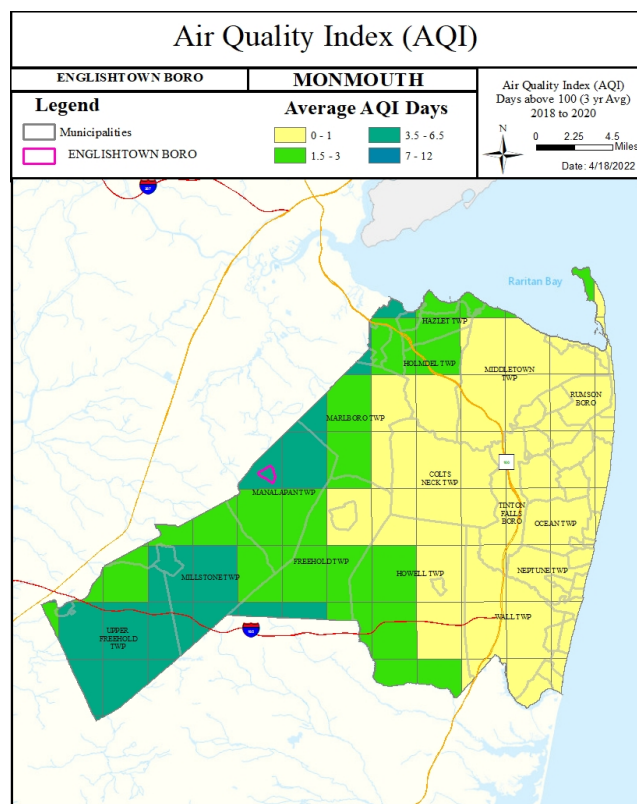 Air Quality Index (AQI)
ENGLISHTOWN BORO
MONMOUTH
Legend
Municipalities
ENGLISHTOWN BORO
Average AQI Days
0 - 1
1.5 - 3
3.5 - 6.5
7 - 12
Air Quality Index (AQI)
Days above 100 (3 yr Avg)
2018 to 2020
N
0 2.25 4.5
Miles
Date: 4/18/2022
Raritan Bay
HAZLET TWP
HOLMDEL TWP
MIDDLETOWN
TWP
RUMSON
BORO
MARLBORO TWP
COLTS
NECK TWP
MANALAPAN TWP
TINTON
FALLS
BORO
OCEAN TWP
FREEHOLD TWP
HOWELL TWP
NEPTUNE TWP
MILLSTONE TWP
WALL TWP
UPPER
FREEHOLD
TWP